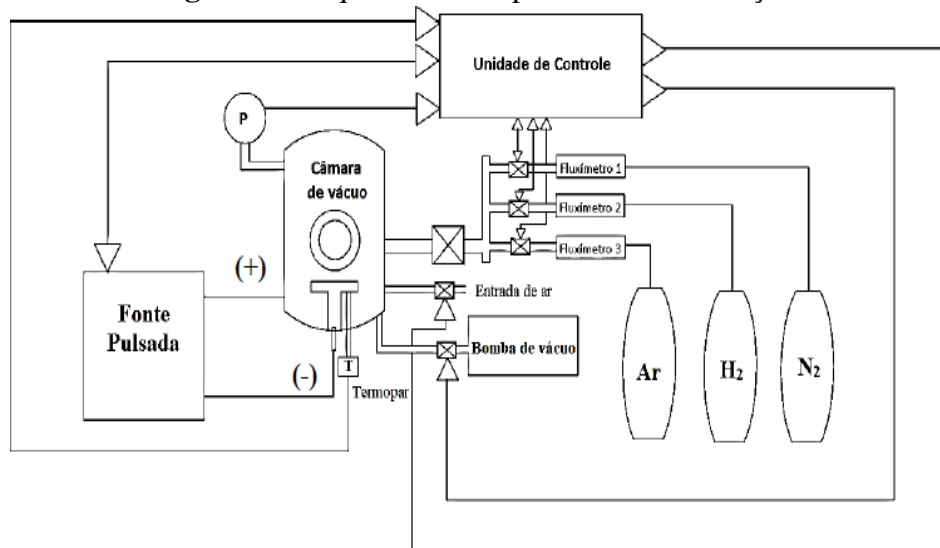 Unidade de Controle
P
Câmara
de vácuo
Fluxímetro 1
Fluxímetro 2
Fluxímetro 3
(+)
Entrada de ar
Fonte
Pulsada
Bomba de vácuo
(-)
T
Termopar
Ar
H₂
N₂